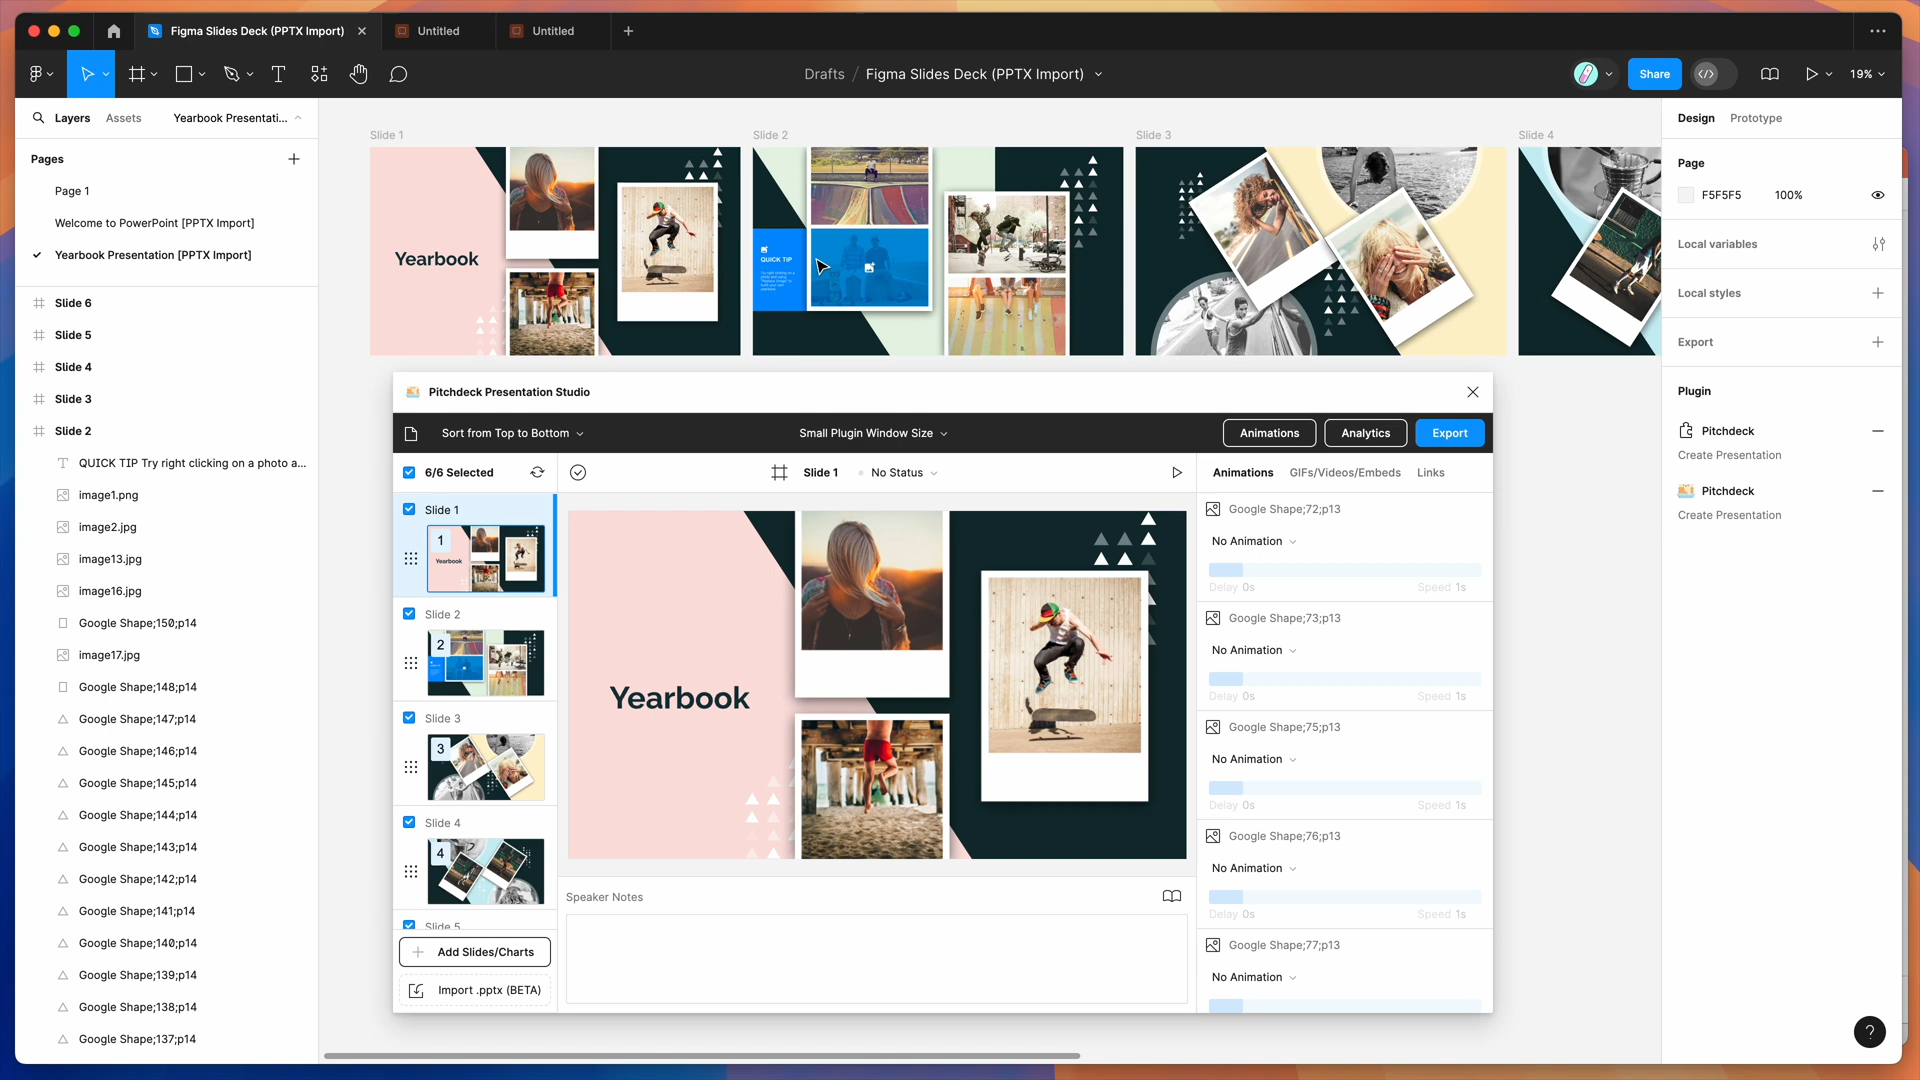 Figma Slides Deck (PPTX Import)
Untitled
Untitled
Drafts / Figma Slides Deck (PPTX Import)
Share
19%
Layers
Assets
Yearbook Presentati...
Pages
Page 1
Welcome to PowerPoint [PPTX Import]
Yearbook Presentation [PPTX Import]
Slide 6
Slide 5
Slide 4
Slide 3
Slide 2
QUICK TIP Try right clicking on a photo a...
image1.png
image2.jpg
image13.jpg
image16.jpg
Google Shape;150;p14
image17.jpg
Google Shape;148;p14
Google Shape;147;p14
Google Shape;146;p14
Google Shape;145;p14
Google Shape;144;p14
Google Shape;143;p14
Google Shape;142;p14
Google Shape;141;p14
Google Shape;140;p14
Google Shape;139;p14
Google Shape;138;p14
Google Shape;137;p14
Slide 1
Yearbook
Slide 2
QUICK TIP
Slide 3
Slide 4
Pitchdeck Presentation Studio
Sort from Top to Bottom
Small Plugin Window Size
Animations
Analytics
Export
6/6 Selected
Slide 1
No Status
Slide 1
1
Yearbook
Slide 2
2
Slide 3
3
Slide 4
4
Slide 5
Add Slides/Charts
Import .pptx (BETA)
Yearbook
Speaker Notes
Animations
GIFs/Videos/Embeds
Links
Google Shape;72;p13
No Animation
Delay 0s
Speed 1s
Google Shape;73;p13
No Animation
Delay 0s
Speed 1s
Google Shape;75;p13
No Animation
Delay 0s
Speed 1s
Google Shape;76;p13
No Animation
Delay 0s
Speed 1s
Google Shape;77;p13
No Animation
Design
Prototype
Page
F5F5F5
100%
Local variables
Local styles
Export
Plugin
Pitchdeck
Create Presentation
Pitchdeck
Create Presentation
?